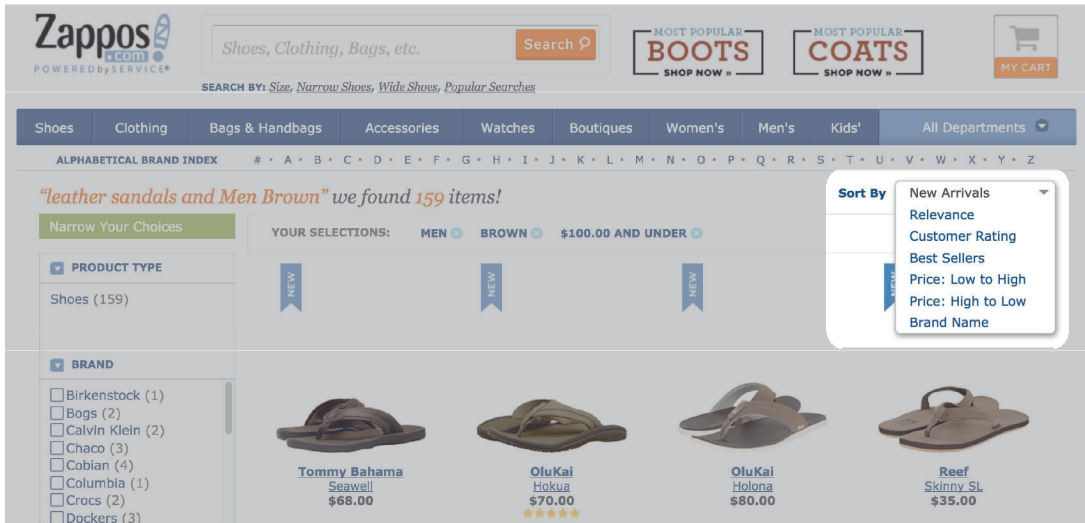 Zappos
.com
POWERED by SERVICE®
Shoes, Clothing, Bags, etc.
Search
MOST POPULAR
BOOTS
SHOP NOW »
MOST POPULAR
COATS
SHOP NOW »
MY CART
SEARCH BY: Size, Narrow Shoes, Wide Shoes, Popular Searches
Shoes Clothing Bags & Handbags Accessories Watches Boutiques Women's Men's Kids' All Departments
ALPHABETICAL BRAND INDEX # • A • B • C • D • E • F • G • H • I • J • K • L • M • N • O • P • Q • R • S • T • U • V • W • X • Y • Z
"leather sandals and Men Brown" we found 159 items!
Sort By New Arrivals
Relevance
Customer Rating
Best Sellers
Price: Low to High
Price: High to Low
Brand Name
Narrow Your Choices
YOUR SELECTIONS: MEN BROWN $100.00 AND UNDER
PRODUCT TYPE
Shoes (159)
NEW
NEW
NEW
NEW
BRAND
Birkenstock (1)
Bogs (2)
Calvin Klein (2)
Chaco (3)
Cobian (4)
Columbia (1)
Crocs (2)
Dockers (3)
Tommy Bahama
Seawell
$68.00
OluKai
Hokua
$70.00
OluKai
Holona
$80.00
Reef
Skinny SL
$35.00